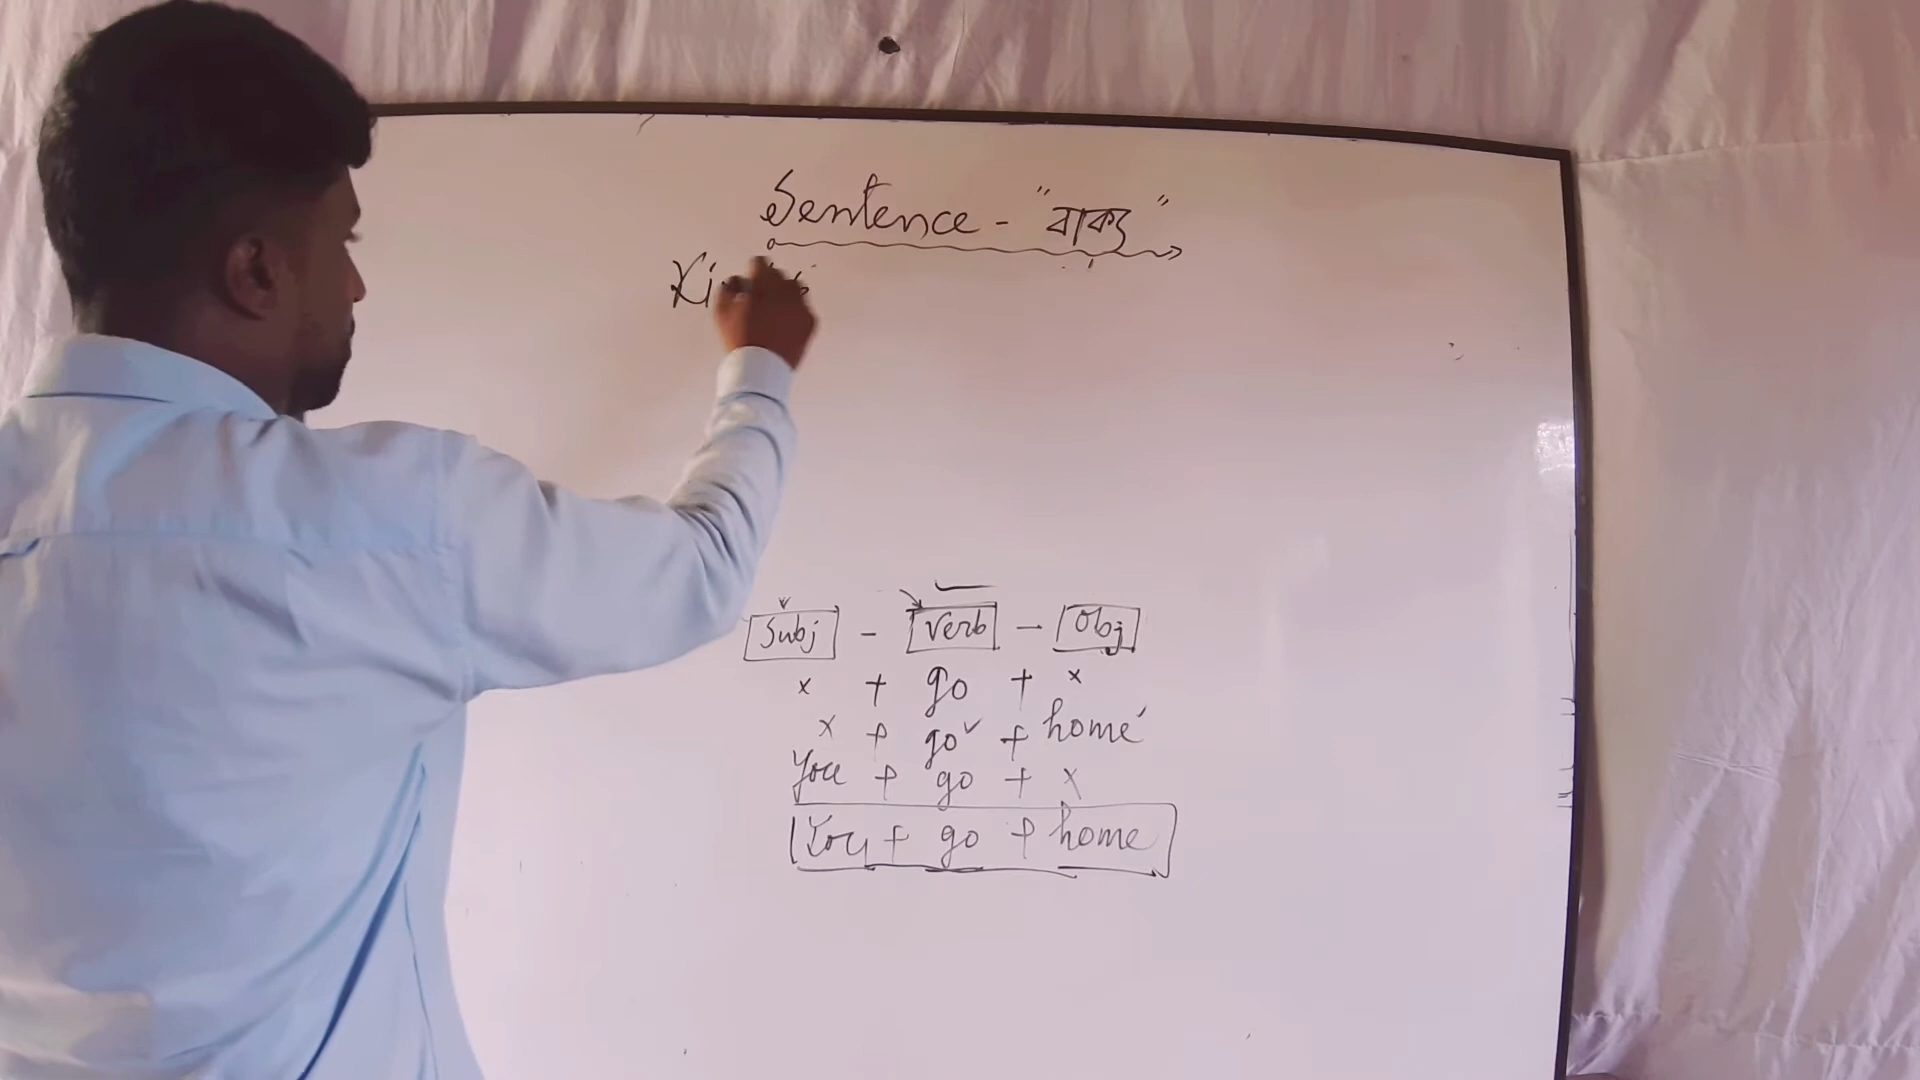 Sentence - "বাক্য"
Subj - Verb - Obj
x + go + x
x + go + home
You + go + x
You + go + home